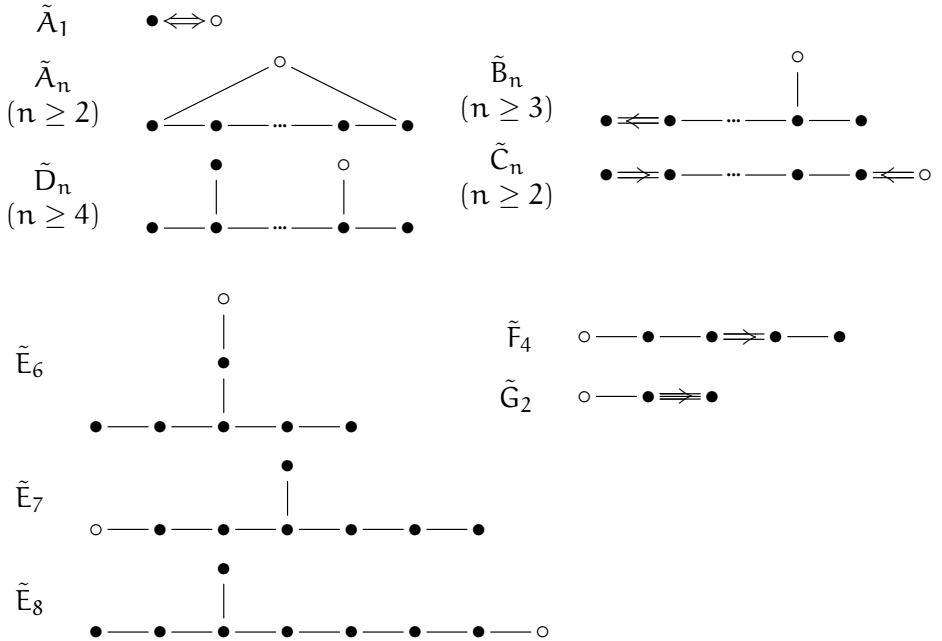 Ã₁
Ãₙ
(n ≥ 2)
...
B̃ₙ
(n ≥ 3)
...
D̃ₙ
(n ≥ 4)
...
C̃ₙ
(n ≥ 2)
...
Ẽ₆
F̃₄
G̃₂
Ẽ₇
Ẽ₈